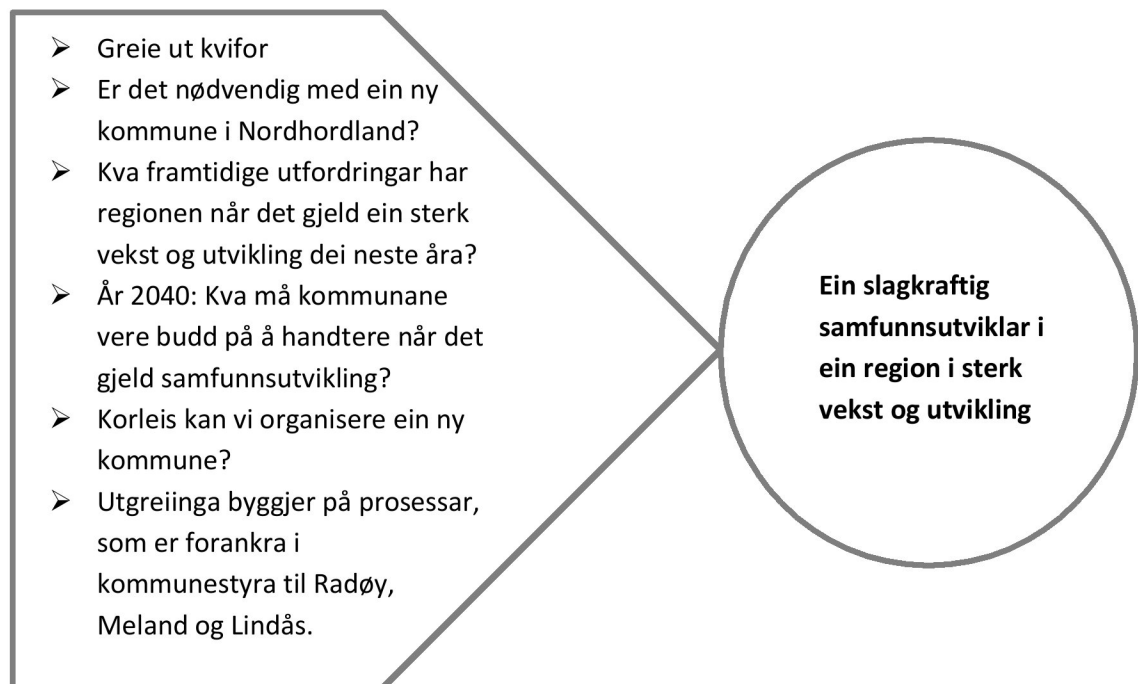 ➢ Greie ut kvifor
➢ Er det nødvendig med ein ny
kommune i Nordhordland?
➢ Kva framtidige utfordringar har
regionen når det gjeld ein sterk
vekst og utvikling dei neste åra?
➢ År 2040: Kva må kommunane
vere budd på å handtere når det
gjeld samfunnsutvikling?
➢ Korleis kan vi organisere ein ny
kommune?
➢ Utgreiinga byggjer på prosessar,
som er forankra i
kommunestyra til Radøy,
Meland og Lindås.
Ein slagkraftig
samfunnsutviklar i
ein region i sterk
vekst og utvikling